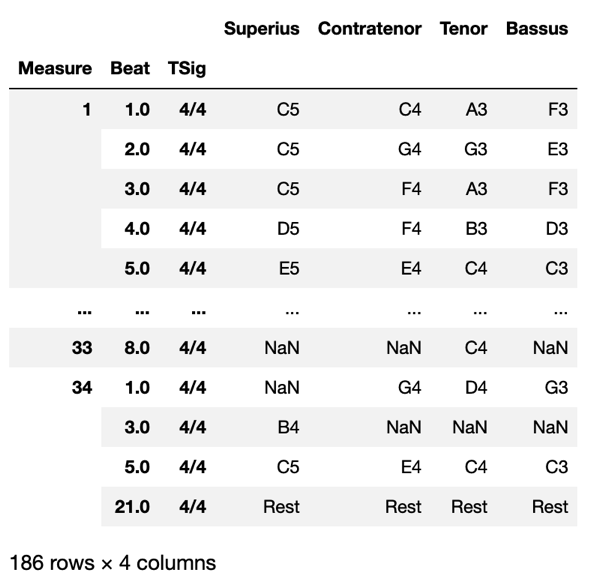 Superius Contratenor Tenor Bassus
Measure Beat TSig
1 1.0 4/4 C5 C4 A3 F3
2.0 4/4 C5 G4 G3 E3
3.0 4/4 C5 F4 A3 F3
4.0 4/4 D5 F4 B3 D3
5.0 4/4 E5 E4 C4 C3
... ... ... ... ... ... ...
33 8.0 4/4 NaN NaN C4 NaN
34 1.0 4/4 NaN G4 D4 G3
3.0 4/4 B4 NaN NaN NaN
5.0 4/4 C5 E4 C4 C3
21.0 4/4 Rest Rest Rest Rest
186 rows × 4 columns